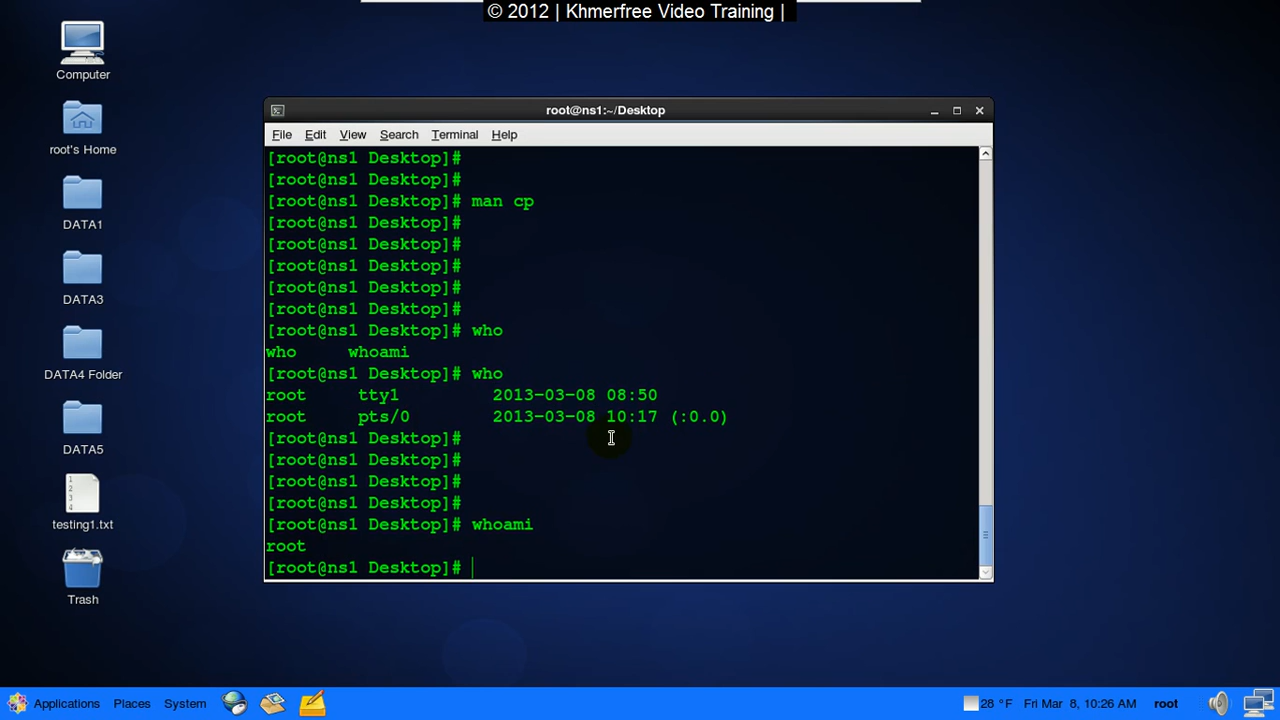 © 2012 | Khmerfree Video Training |
Computer
root's Home
DATA1
DATA3
DATA4 Folder
DATA5
1
2
3
4
testing1.txt
Trash
root@ns1:~/Desktop
File Edit View Search Terminal Help
[root@ns1 Desktop]#
[root@ns1 Desktop]#
[root@ns1 Desktop]# man cp
[root@ns1 Desktop]#
[root@ns1 Desktop]#
[root@ns1 Desktop]#
[root@ns1 Desktop]#
[root@ns1 Desktop]#
[root@ns1 Desktop]# who
who whoami
[root@ns1 Desktop]# who
root tty1 2013-03-08 08:50
root pts/0 2013-03-08 10:17 (:0.0)
[root@ns1 Desktop]#
[root@ns1 Desktop]#
[root@ns1 Desktop]#
[root@ns1 Desktop]#
[root@ns1 Desktop]# whoami
root
[root@ns1 Desktop]#
Applications Places System 28 °F Fri Mar 8, 10:26 AM root